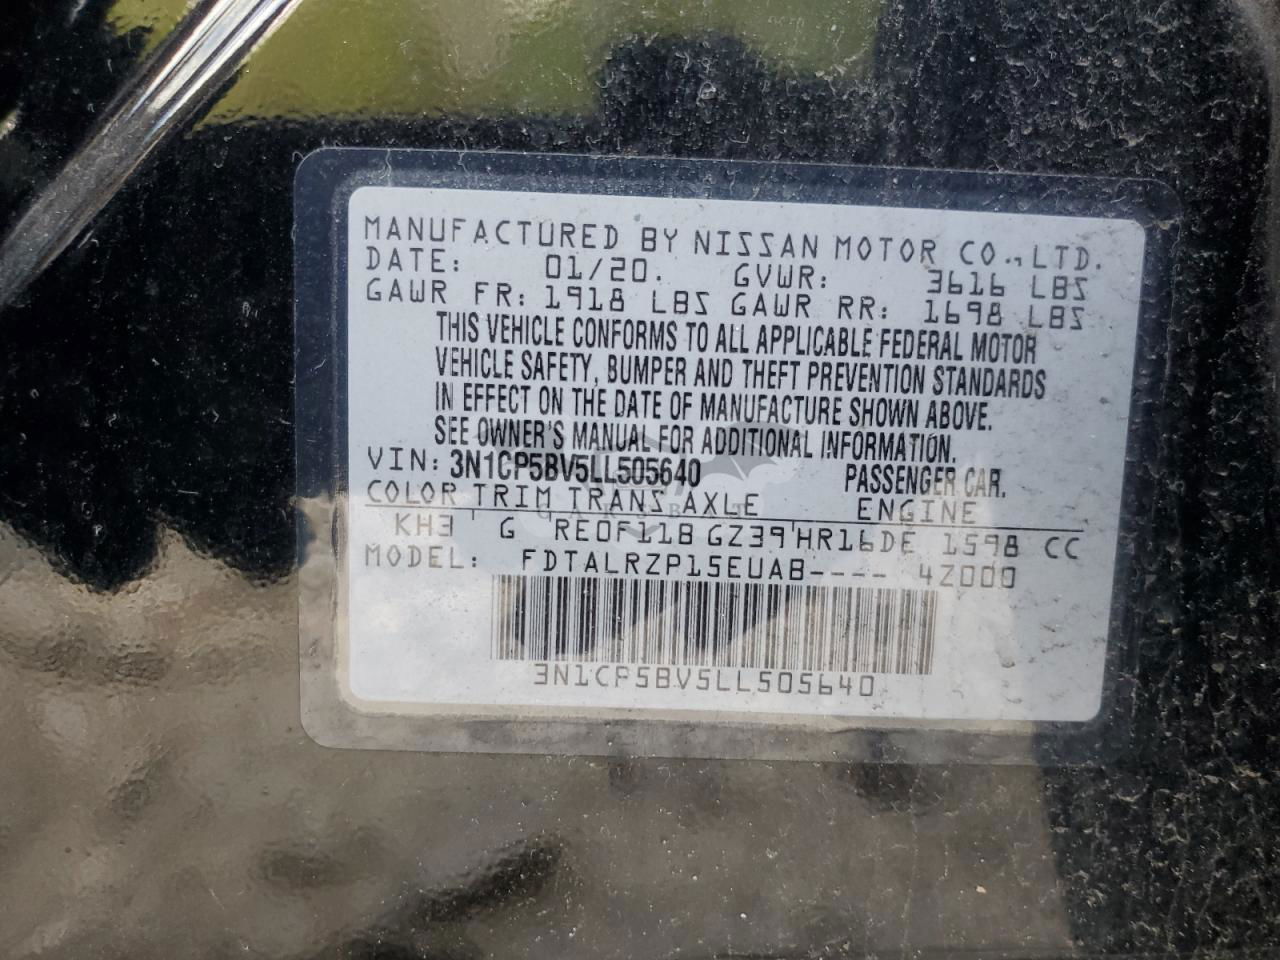 MANUFACTURED BY NISSAN MOTOR CO., LTD.
DATE: 01/20. GVWR: 3616 LBS
GAWR FR: 1918 LBS GAWR RR: 1698 LBS
THIS VEHICLE CONFORMS TO ALL APPLICABLE FEDERAL MOTOR
VEHICLE SAFETY, BUMPER AND THEFT PREVENTION STANDARDS
IN EFFECT ON THE DATE OF MANUFACTURE SHOWN ABOVE.
SEE OWNER'S MANUAL FOR ADDITIONAL INFORMATION.
VIN: 3N1CP5BV5LL505640 PASSENGER CAR.
COLOR TRIM TRANS AXLE ENGINE
KH3 ' G ' RE0F11B GZ39 ' HR16DE 1598 CC
MODEL: FDTALRZP15EUAB---- 4Z000
3N1CP5BV5LL505640